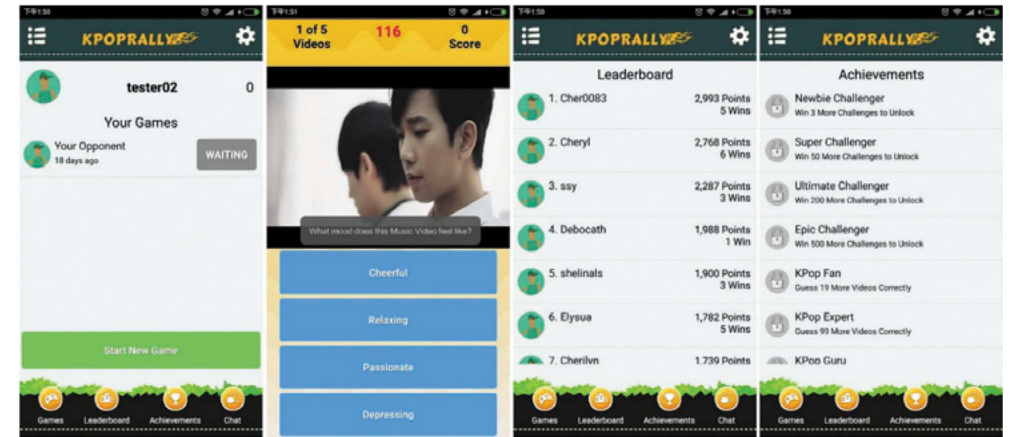 下午1:50
KPOPRALLY
tester02
0
Your Games
Your Opponent
18 days ago
WAITING
Start New Game
Games
Leaderboard
Achievements
Chat
下午1:51
1 of 5
Videos
116
0
Score
What mood does this Music Video feel like?
Cheerful
Relaxing
Passionate
Depressing
下午1:50
KPOPRALLY
Leaderboard
1. Cher0083
2,993 Points
5 Wins
2. Cheryl
2,768 Points
6 Wins
3. ssy
2,287 Points
3 Wins
4. Debocath
1,988 Points
1 Win
5. shelinals
1,900 Points
3 Wins
6. Elysua
1,782 Points
5 Wins
7. Cherilyn
1,739 Points
Games
Leaderboard
Achievements
Chat
下午1:50
KPOPRALLY
Achievements
Newbie Challenger
Win 3 More Challenges to Unlock
Super Challenger
Win 50 More Challenges to Unlock
Ultimate Challenger
Win 200 More Challenges to Unlock
Epic Challenger
Win 500 More Challenges to Unlock
KPop Fan
Guess 19 More Videos Correctly
KPop Expert
Guess 99 More Videos Correctly
KPop Guru
Games
Leaderboard
Achievements
Chat